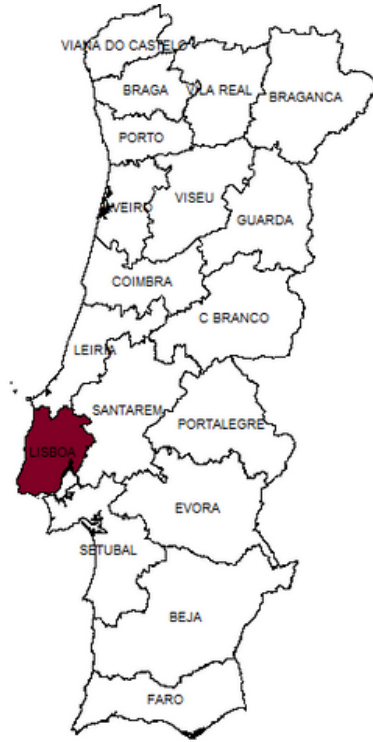 VIANA DO CASTELO
BRAGA
VILA REAL
BRAGANCA
PORTO
AVEIRO
VISEU
GUARDA
COIMBRA
C BRANCO
LEIRIA
SANTAREM
PORTALEGRE
LISBOA
EVORA
SETUBAL
BEJA
FARO